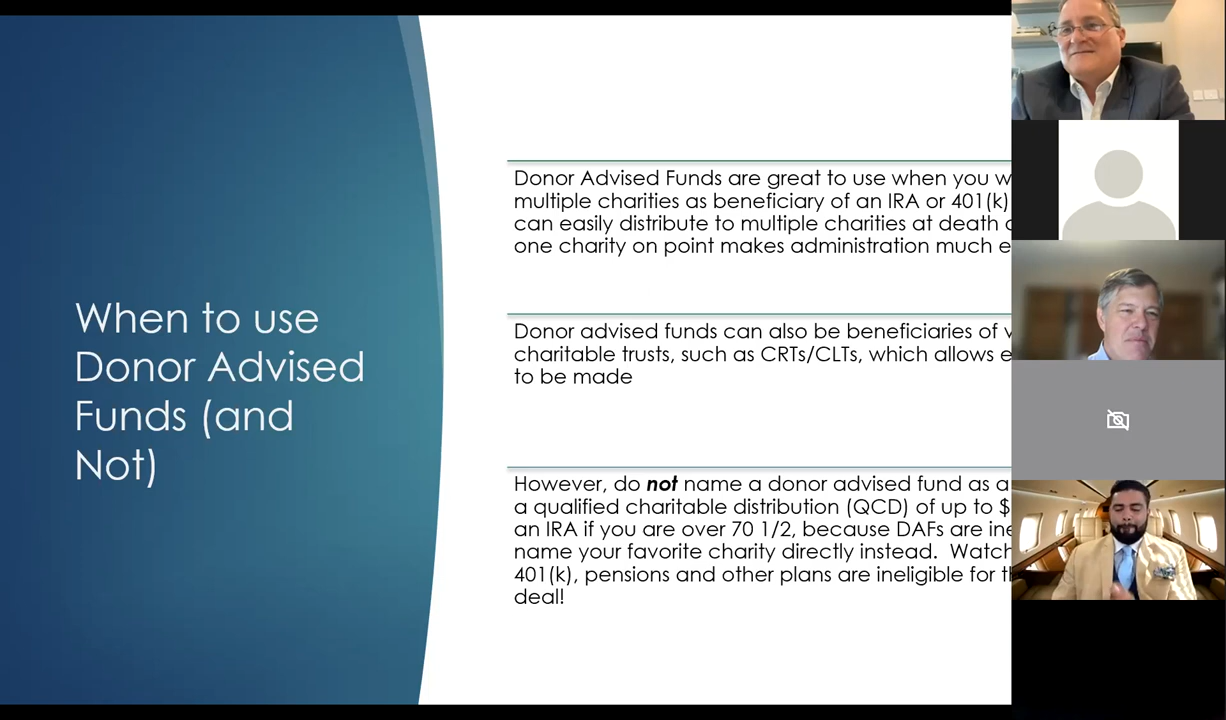 When to use
Donor Advised
Funds (and
Not)
Donor Advised Funds are great to use when you
multiple charities as beneficiary of an IRA or 401(k)
can easily distribute to multiple charities at death
one charity on point makes administration much
Donor advised funds can also be beneficiaries of
charitable trusts, such as CRTs/CLTs, which allows
to be made
However, do not name a donor advised fund as a
a qualified charitable distribution (QCD) of up to $
an IRA if you are over 70 1/2, because DAFs are
name your favorite charity directly instead. Watch
401(k), pensions and other plans are ineligible for
deal!